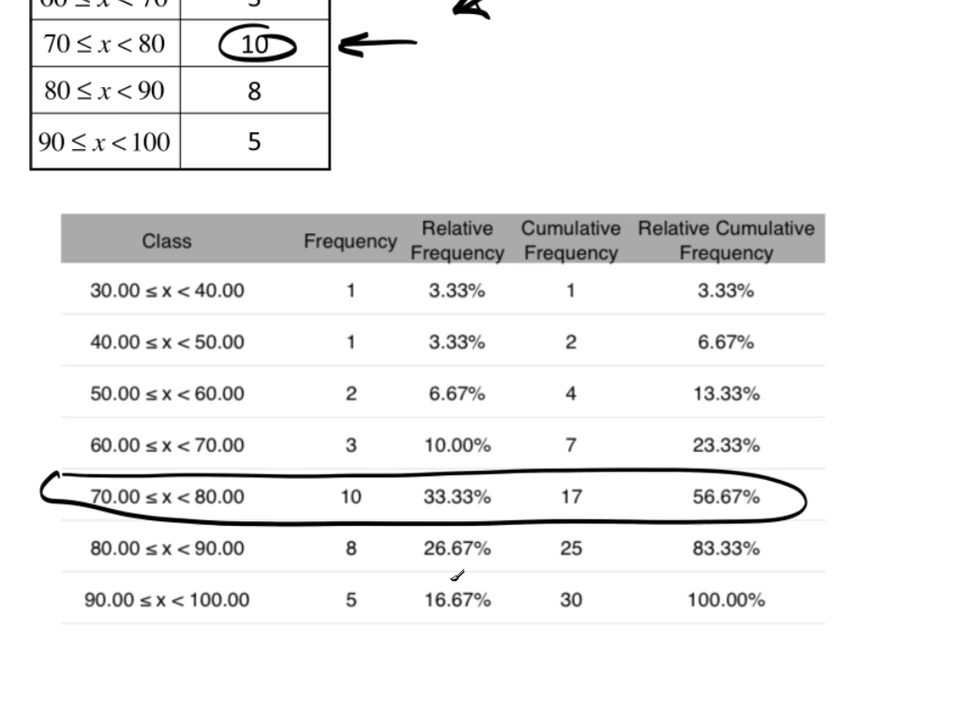 60 ≤ x < 70 3
70 ≤ x < 80 10
80 ≤ x < 90 8
90 ≤ x < 100 5
Class Frequency Relative Frequency Cumulative Frequency Relative Cumulative Frequency
30.00 ≤ x < 40.00 1 3.33% 1 3.33%
40.00 ≤ x < 50.00 1 3.33% 2 6.67%
50.00 ≤ x < 60.00 2 6.67% 4 13.33%
60.00 ≤ x < 70.00 3 10.00% 7 23.33%
70.00 ≤ x < 80.00 10 33.33% 17 56.67%
80.00 ≤ x < 90.00 8 26.67% 25 83.33%
90.00 ≤ x < 100.00 5 16.67% 30 100.00%